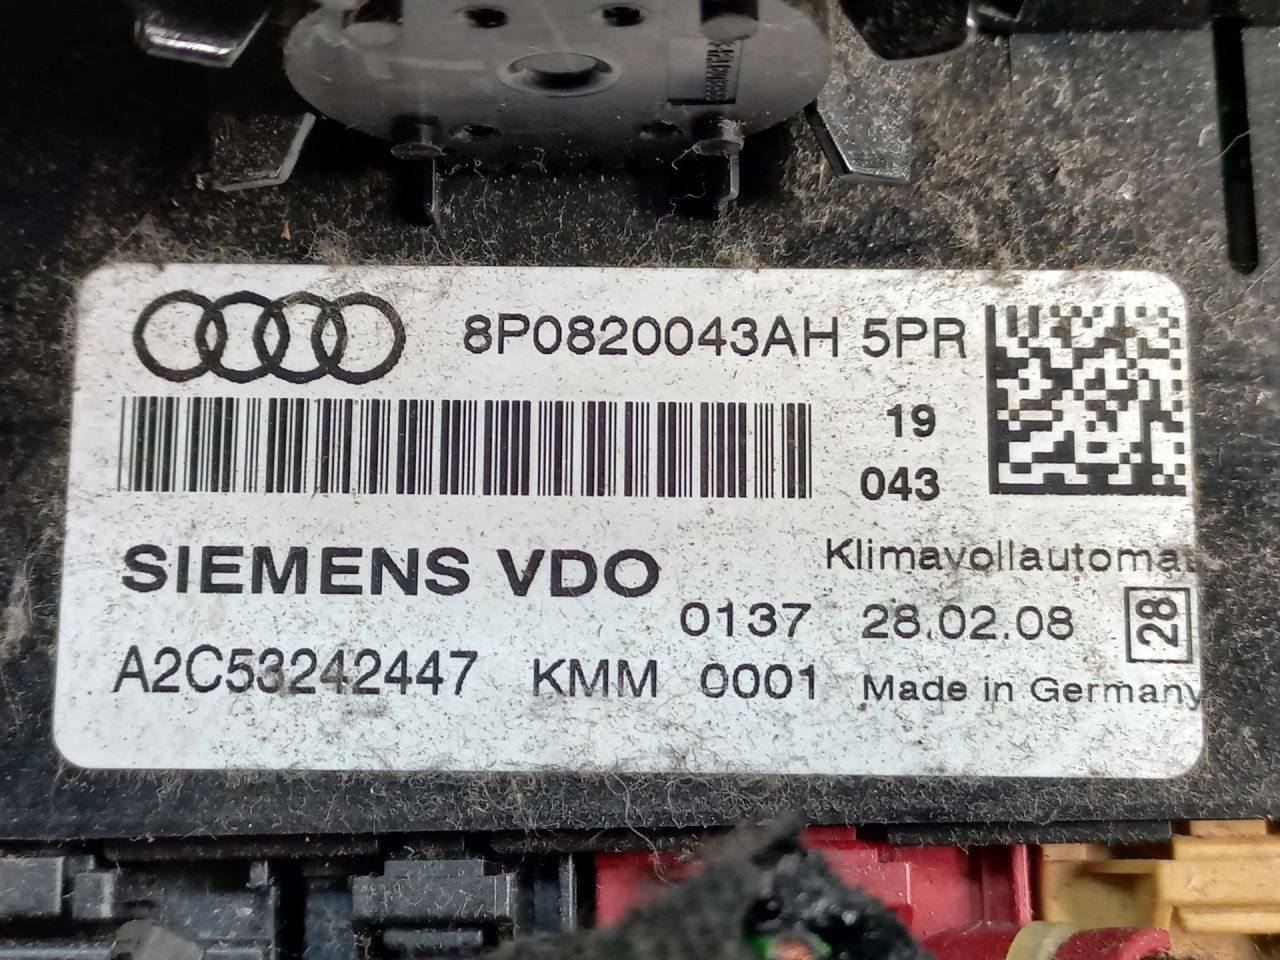 8P0820043AH 5PR
19
043
SIEMENS VDO
Klimavollautomat
0137 28.02.08 28
A2C53242447 KMM 0001 Made in Germany